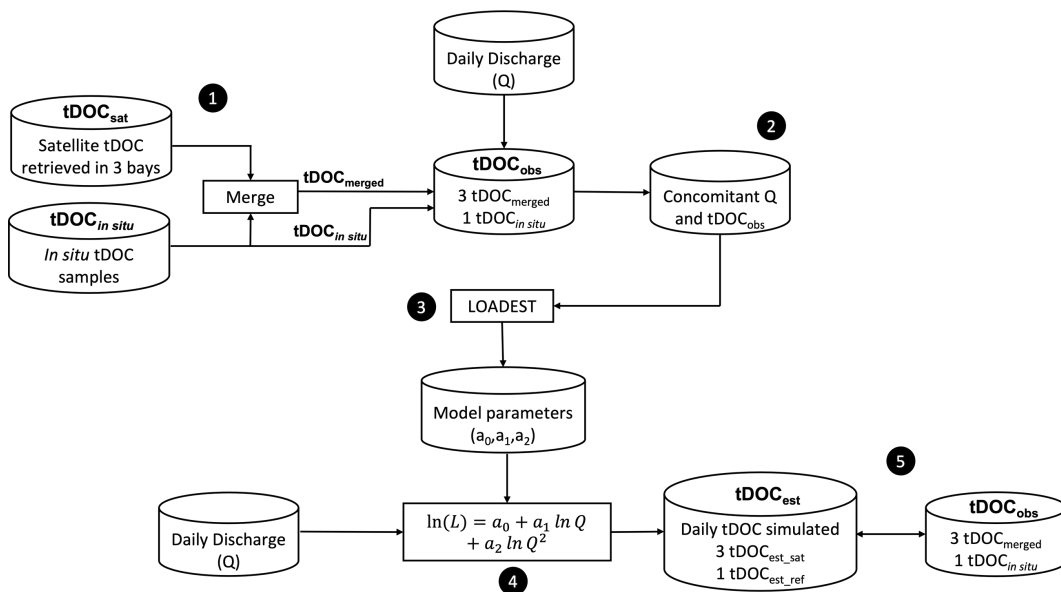 Daily Discharge
(Q)
1
tDOCsat
Satellite tDOC
retrieved in 3 bays
2
tDOCobs
3 tDOCmerged
1 tDOCin situ
Concomitant Q
and tDOCobs
tDOCmerged
Merge
tDOCin situ
tDOCin situ
In situ tDOC
samples
3
LOADEST
Model parameters
(a0,a1,a2)
5
Daily Discharge
(Q)
ln(L) = a0 + a1 ln Q
+ a2 ln Q²
4
tDOCest
Daily tDOC simulated
3 tDOCest_sat
1 tDOCest_ref
tDOCobs
3 tDOCmerged
1 tDOCin situ